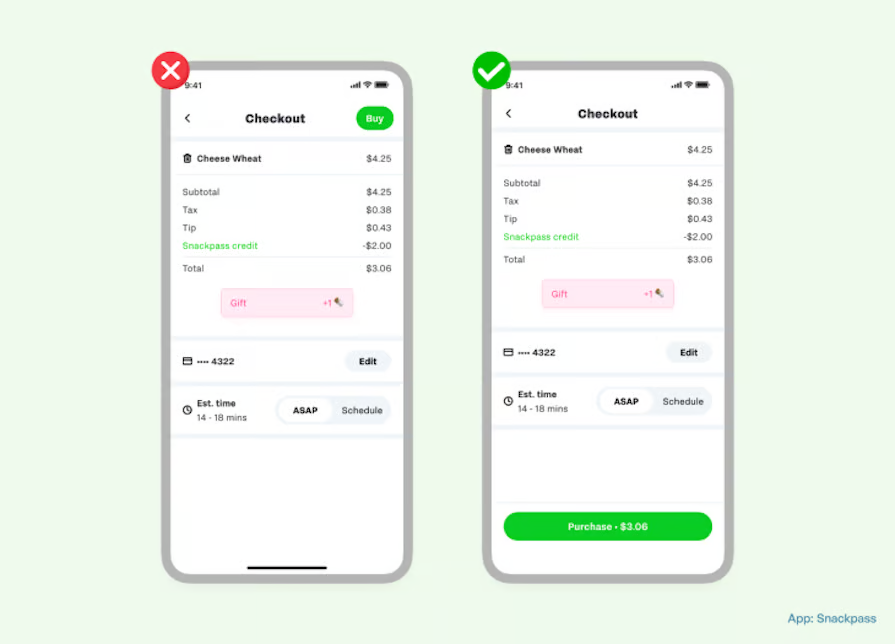 9:41
Checkout
Buy
Cheese Wheat $4.25
Subtotal $4.25
Tax $0.38
Tip $0.43
Snackpass credit -$2.00
Total $3.06
Gift +1
•••• 4322 Edit
Est. time
14 - 18 mins
ASAP Schedule
9:41
Checkout
Cheese Wheat $4.25
Subtotal $4.25
Tax $0.38
Tip $0.43
Snackpass credit -$2.00
Total $3.06
Gift +1
•••• 4322 Edit
Est. time
14 - 18 mins
ASAP Schedule
Purchase • $3.06
App: Snackpass